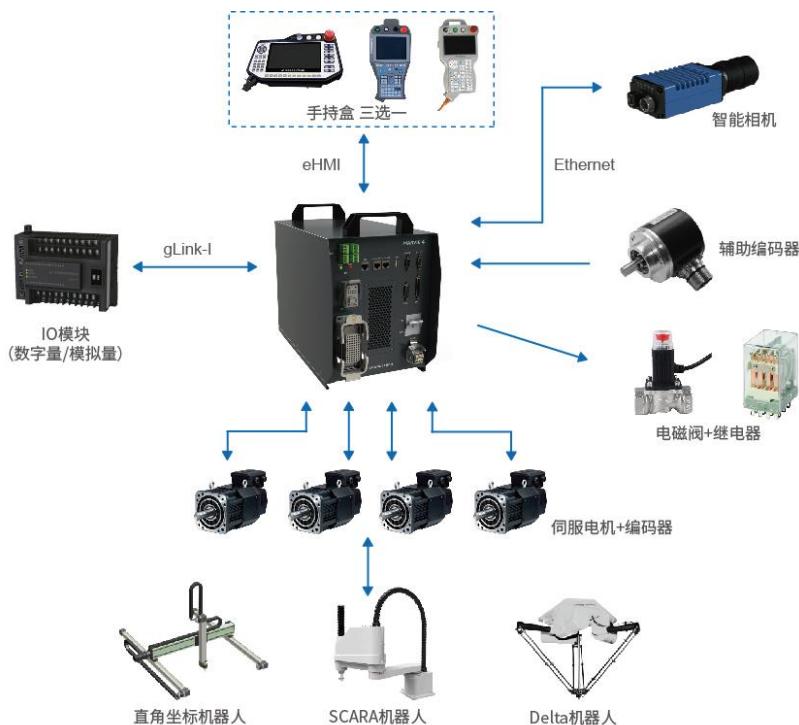 手持盒 三选一
eHMI
Ethernet
智能相机
gLink-I
辅助编码器
IO模块
（数字量/模拟量）
电磁阀+继电器
伺服电机+编码器
直角坐标机器人
SCARA机器人
Delta机器人